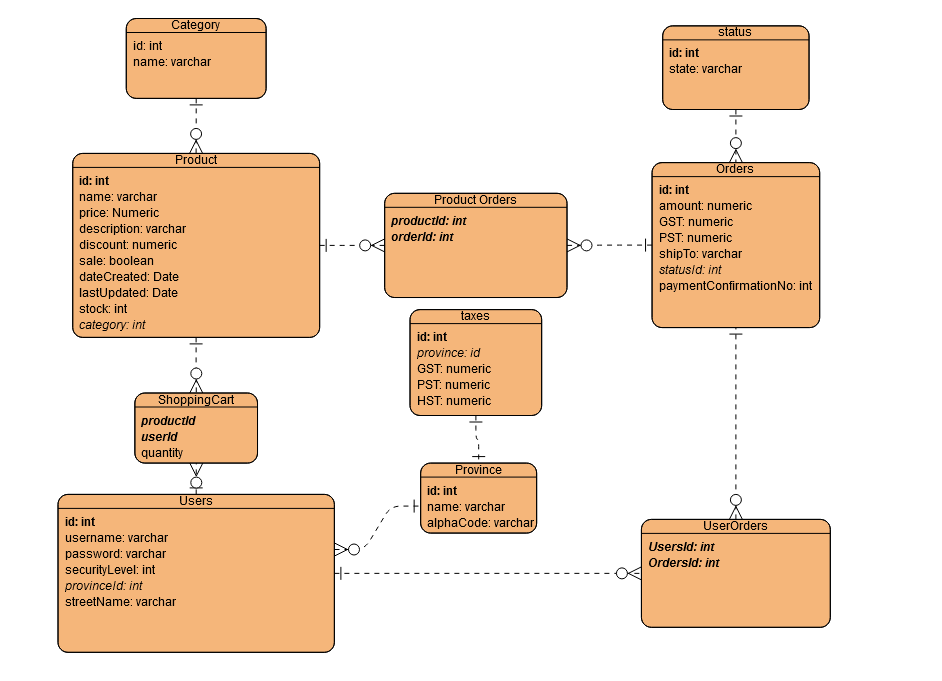 Category
id: int
name: varchar
status
id: int
state: varchar
Product
id: int
name: varchar
price: Numeric
description: varchar
discount: numeric
sale: boolean
dateCreated: Date
lastUpdated: Date
stock: int
category: int
Product Orders
productId: int
orderId: int
Orders
id: int
amount: numeric
GST: numeric
PST: numeric
shipTo: varchar
statusId: int
paymentConfirmationNo: int
taxes
id: int
province: id
GST: numeric
PST: numeric
HST: numeric
ShoppingCart
productId
userId
quantity
Province
id: int
name: varchar
alphaCode: varchar
Users
id: int
username: varchar
password: varchar
securityLevel: int
provinceId: int
streetName: varchar
UserOrders
UsersId: int
OrdersId: int